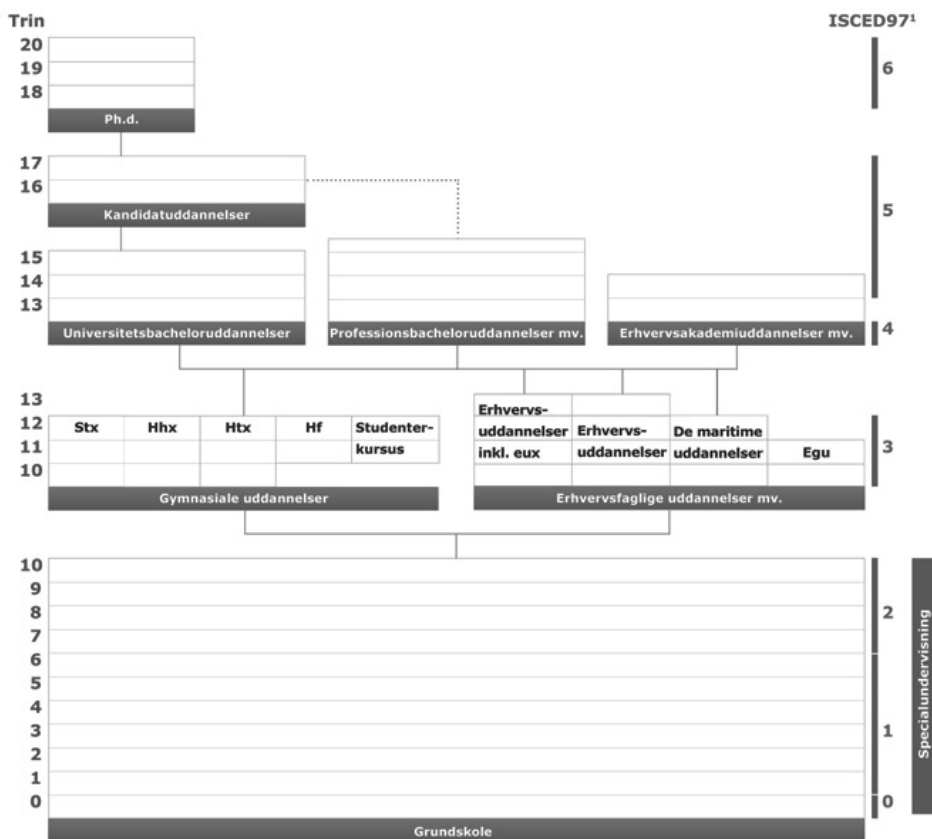 Trin ISCED97¹
20
19 6
18
Ph.d.
17
16 5
Kandidatuddannelser
15
14
13
Universitetsbacheloruddannelser Professionsbacheloruddannelser mv. Erhvervsakademiuddannelser mv. 4
13
12 Stx Hhx Htx Hf Studenter-
kursus
11
10
Erhvervs-
uddannelser
inkl. eux
Erhvervs-
uddannelser
De maritime
uddannelser
Egu
3
Gymnasiale uddannelser Erhvervsfaglige uddannelser mv.
10
9
8 2
7
6
5
4
3 1
2
1
0 0
Grundskole
Specialundervisning